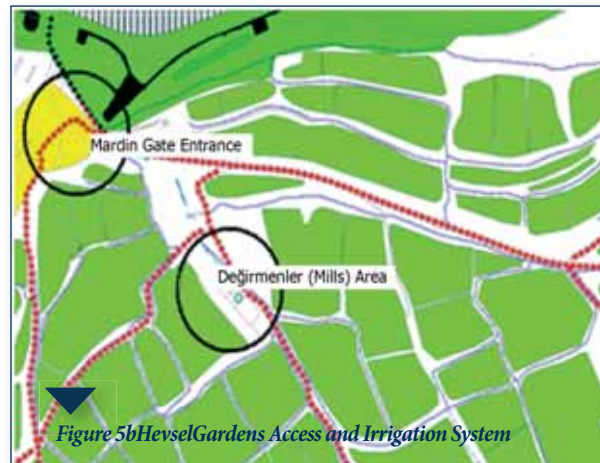 Mardin Gate Entrance
Değirmenler (Mills) Area
Figure 5bHevselGardens Access and Irrigation System